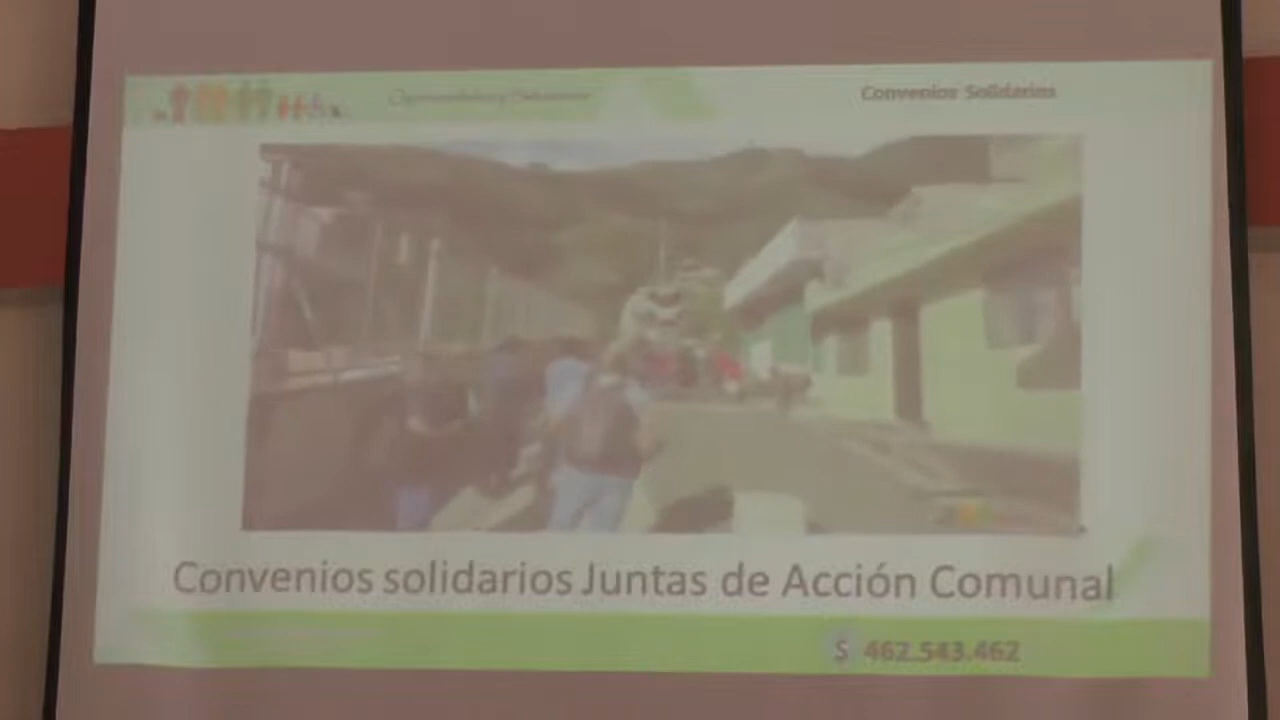 Convenios Solidarios
Convenios solidarios Juntas de Acción Comunal
$ 462.543.462